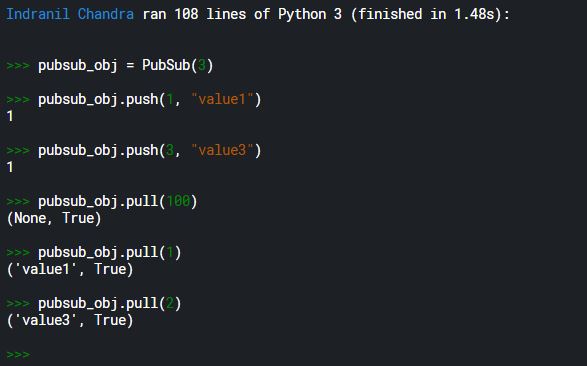 Indranil Chandra ran 108 lines of Python 3 (finished in 1.48s):
>>> pubsub_obj = PubSub(3)
>>> pubsub_obj.push(1, "value1")
1
>>> pubsub_obj.push(3, "value3")
1
>>> pubsub_obj.pull(100)
(None, True)
>>> pubsub_obj.pull(1)
('value1', True)
>>> pubsub_obj.pull(2)
('value3', True)
>>>